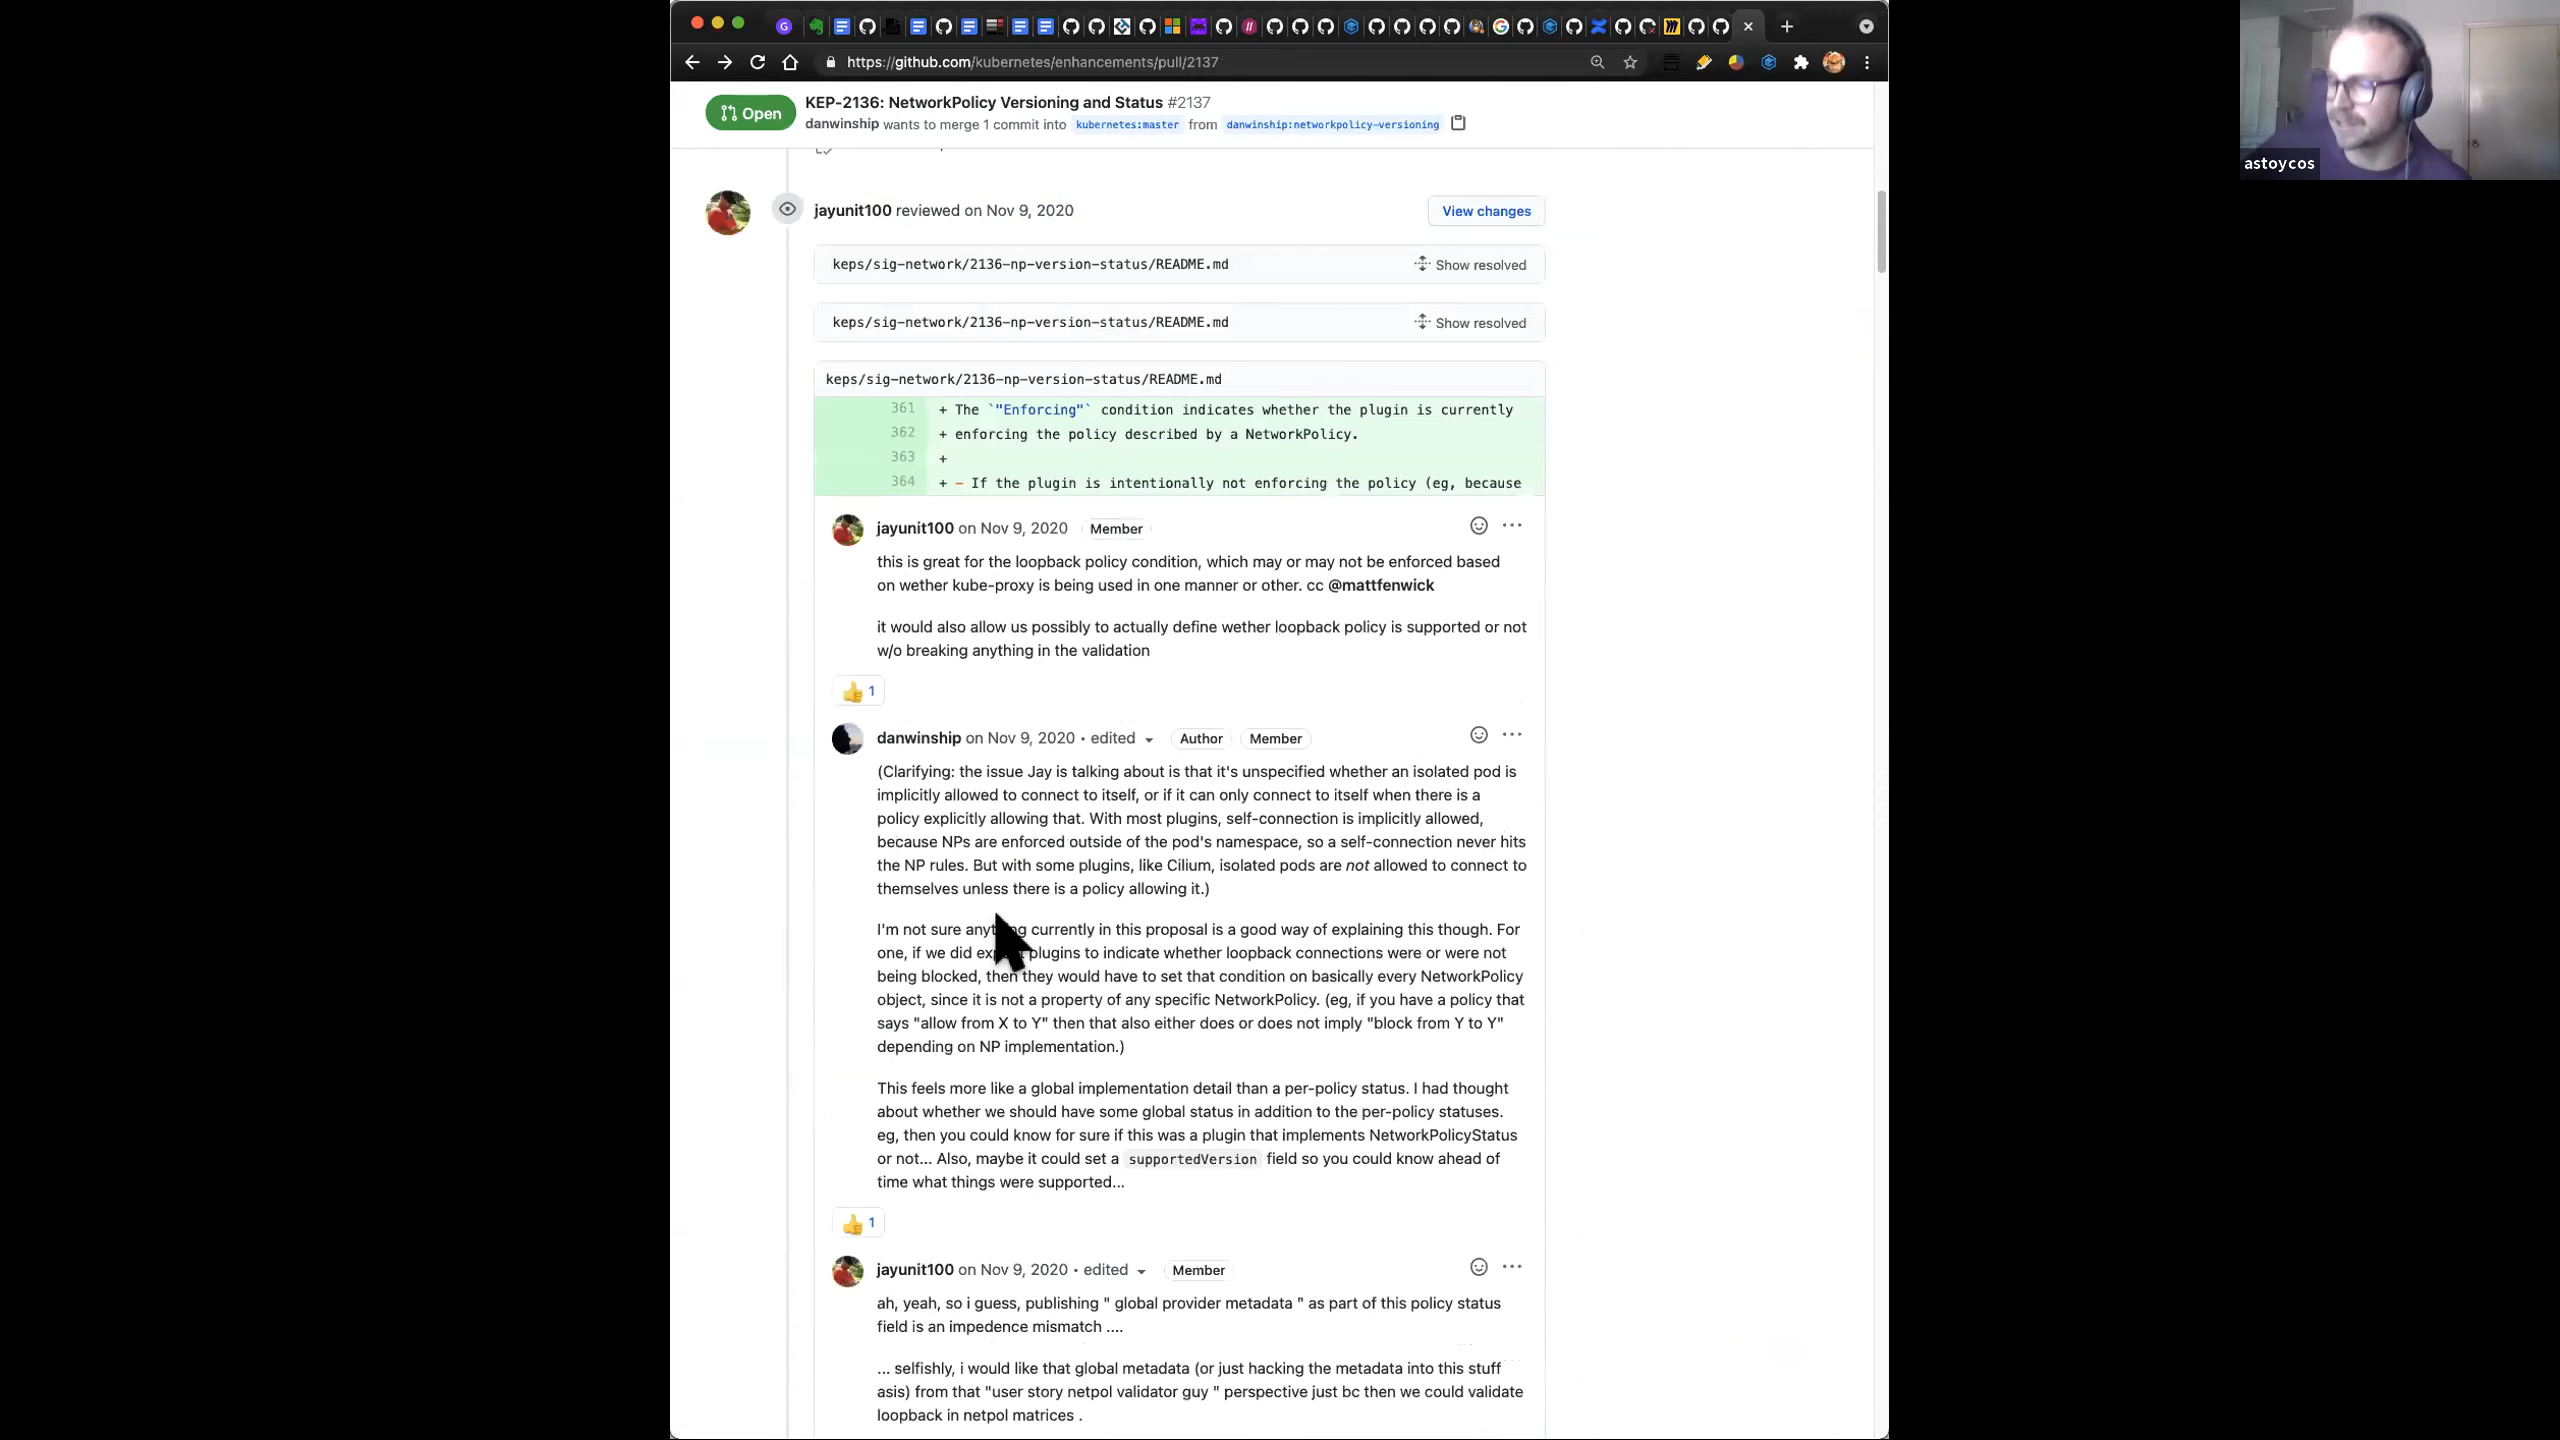 https://github.com/kubernetes/enhancements/pull/2137
Open
KEP-2136: NetworkPolicy Versioning and Status #2137
danwinship wants to merge 1 commit into kubernetes:master from danwinship:networkpolicy-versioning
astoycos
jayunit100 reviewed on Nov 9, 2020
View changes
keps/sig-network/2136-np-version-status/README.md
Show resolved
keps/sig-network/2136-np-version-status/README.md
Show resolved
keps/sig-network/2136-np-version-status/README.md
361 + The `"Enforcing"` condition indicates whether the plugin is currently
362 + enforcing the policy described by a NetworkPolicy.
363 +
364 + - If the plugin is intentionally not enforcing the policy (eg, because
jayunit100 on Nov 9, 2020 Member
this is great for the loopback policy condition, which may or may not be enforced based
on wether kube-proxy is being used in one manner or other. cc @mattfenwick
it would also allow us possibly to actually define wether loopback policy is supported or not
w/o breaking anything in the validation
👍 1
danwinship on Nov 9, 2020 • edited Author Member
(Clarifying: the issue Jay is talking about is that it's unspecified whether an isolated pod is
implicitly allowed to connect to itself, or if it can only connect to itself when there is a
policy explicitly allowing that. With most plugins, self-connection is implicitly allowed,
because NPs are enforced outside of the pod's namespace, so a self-connection never hits
the NP rules. But with some plugins, like Cilium, isolated pods are not allowed to connect to
themselves unless there is a policy allowing it.)
I'm not sure anything currently in this proposal is a good way of explaining this though. For
one, if we did plugins to indicate whether loopback connections were or were not
being blocked, then they would have to set that condition on basically every NetworkPolicy
object, since it is not a property of any specific NetworkPolicy. (eg, if you have a policy that
says "allow from X to Y" then that also either does or does not imply "block from Y to Y"
depending on NP implementation.)
This feels more like a global implementation detail than a per-policy status. I had thought
about whether we should have some global status in addition to the per-policy statuses.
eg, then you could know for sure if this was a plugin that implements NetworkPolicyStatus
or not... Also, maybe it could set a supportedVersion field so you could know ahead of
time what things were supported...
👍 1
jayunit100 on Nov 9, 2020 • edited Member
ah, yeah, so i guess, publishing " global provider metadata " as part of this policy status
field is an impedence mismatch ....
... selfishly, i would like that global metadata (or just hacking the metadata into this stuff
asis) from that "user story netpol validator guy " perspective just bc then we could validate
loopback in netpol matrices .